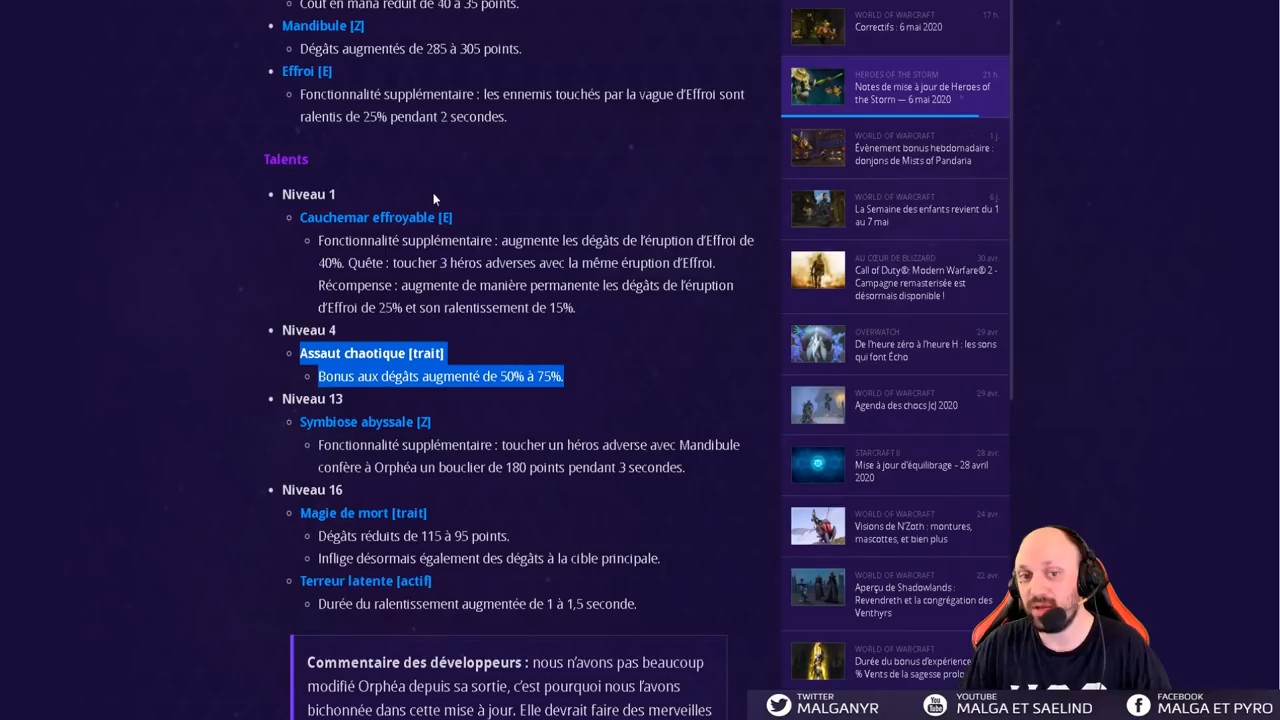 Coût en mana réduit de 40 à 35 points.
Mandibule [Z]
Dégâts augmentés de 285 à 305 points.
Effroi [E]
Fonctionnalité supplémentaire : les ennemis touchés par la vague d'Effroi sont
ralentis de 25% pendant 2 secondes.
Talents
Niveau 1
Cauchemar effroyable [E]
Fonctionnalité supplémentaire : augmente les dégâts de l'éruption d'Effroi de
40%. Quête : toucher 3 héros adverses avec la même éruption d'Effroi.
Récompense : augmente de manière permanente les dégâts de l'éruption
d'Effroi de 25% et son ralentissement de 15%.
Niveau 4
Assaut chaotique [trait]
Bonus aux dégâts augmenté de 50% à 75%.
Niveau 13
Symbiose abyssale [Z]
Fonctionnalité supplémentaire : toucher un héros adverse avec Mandibule
confère à Orphéa un bouclier de 180 points pendant 3 secondes.
Niveau 16
Magie de mort [trait]
Dégâts réduits de 115 à 95 points.
Inflige désormais également des dégâts à la cible principale.
Terreur latente [actif]
Durée du ralentissement augmentée de 1 à 1,5 seconde.
Commentaire des développeurs : nous n'avons pas beaucoup
modifié Orphéa depuis sa sortie, c'est pourquoi nous l'avons
bichonnée dans cette mise à jour. Elle devrait faire des merveilles
WORLD OF WARCRAFT 17 h.
Correctifs : 6 mai 2020
HEROES OF THE STORM 21 h.
Notes de mise à jour de Heroes of
the Storm — 6 mai 2020
WORLD OF WARCRAFT 1 j.
Évènement bonus hebdomadaire :
donjons de Mists of Pandaria
WORLD OF WARCRAFT 6 j.
La Semaine des enfants revient du 1
au 7 mai
AU CŒUR DE BLIZZARD 30 avr.
Call of Duty®: Modern Warfare® 2 -
Campagne remasterisée est
désormais disponible !
OVERWATCH 29 avr.
De l'heure zéro à l'heure H : les sons
qui font Écho
WORLD OF WARCRAFT 29 avr.
Agenda des chocs JcJ 2020
STARCRAFT II 28 avr.
Mise à jour d'équilibrage – 28 avril
2020
WORLD OF WARCRAFT 24 avr.
Visions de N'Zoth : montures,
mascottes, et bien plus
WORLD OF WARCRAFT 22 avr.
Aperçu de Shadowlands :
Revendreth et la congrégation des
Venthyrs
WORLD OF WARCRAFT
Durée du bonus d'expérience
% Vents de la sagesse prolo
TWITTER
MALGANYR
YOUTUBE
MALGA ET SAELIND
FACEBOOK
MALGA ET PYRO